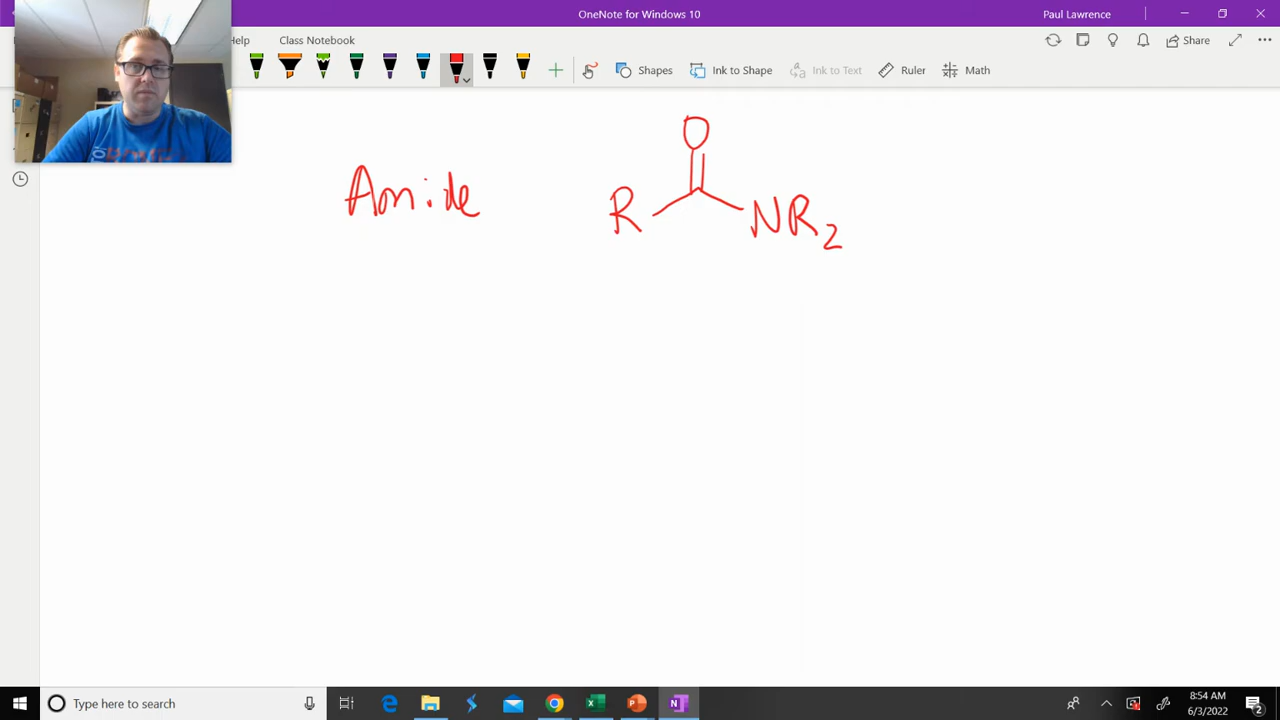 OneNote for Windows 10
Paul Lawrence
Help
Class Notebook
Share
Shapes
Ink to Shape
Ink to Text
Ruler
Math
Amide
O
R
NR2
Type here to search
8:54 AM
6/3/2022
2